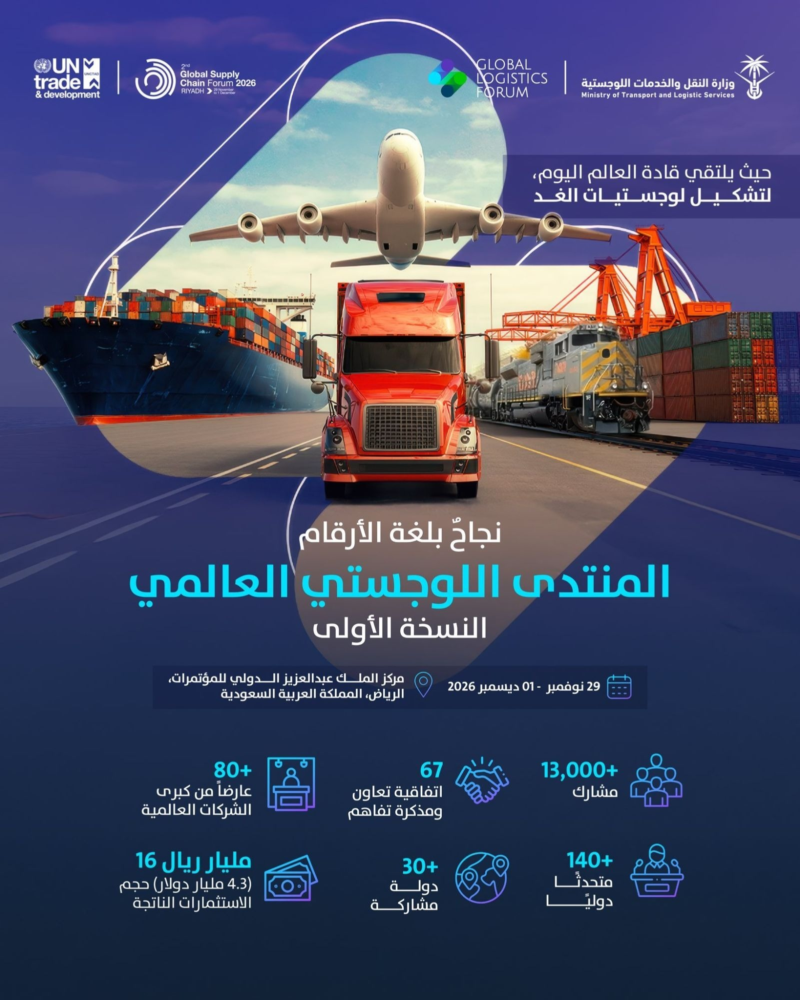 UN
trade
& development
UNCTAD
2nd
Global Supply
Chain Forum 2026
RIYADH
29 November
to 1 December
GLOBAL
LOGISTICS
FORUM
وزارة النقل والخدمات اللوجستية
Ministry of Transport and Logistic Services
حيث يلتقي قادة العالم اليوم،
لتشكيل لوجستيات الغد
نجاحٌ بلغة الأرقام
المنتدى اللوجستي العالمي
النسخة الأولى
29 نوفمبر - 01 ديسمبر 2026
مركز الملك عبدالعزيز الدولي للمؤتمرات،
الرياض، المملكة العربية السعودية
13,000+
مشارك
67
اتفاقية تعاون
ومذكرة تفاهم
80+
عارضاً من كبرى
الشركات العالمية
140+
متحدثًا
دوليًا
30+
دولة
مشاركة
16 مليار ريال
(4.3 مليار دولار) حجم
الاستثمارات الناتجة